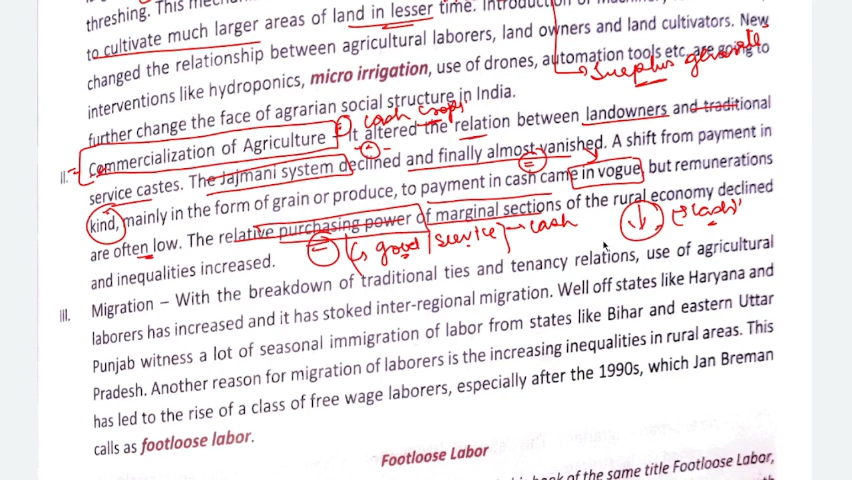 threshing. This
to cultivate much larger areas of land in lesser time. Introduction of
changed the relationship between agricultural laborers, land owners and land cultivators. New
interventions like hydroponics, micro irrigation, use of drones, automation tools etc. are going to
surplus generate
further change the face of agrarian social structure in India.
cash crops
II. Commercialization of Agriculture – It altered the relation between landowners and traditional
service castes. The Jajmani system declined and finally almost vanished. A shift from payment in
kind, mainly in the form of grain or produce, to payment in cash came in vogue, but remunerations
are often low. The relative purchasing power of marginal sections of the rural economy declined
good / service → cash
(→ cash)
and inequalities increased.
III. Migration – With the breakdown of traditional ties and tenancy relations, use of agricultural
laborers has increased and it has stoked inter-regional migration. Well off states like Haryana and
Punjab witness a lot of seasonal immigration of labor from states like Bihar and eastern Uttar
Pradesh. Another reason for migration of laborers is the increasing inequalities in rural areas. This
has led to the rise of a class of free wage laborers, especially after the 1990s, which Jan Breman
calls as footloose labor.
Footloose Labor
book of the same title Footloose Labor,